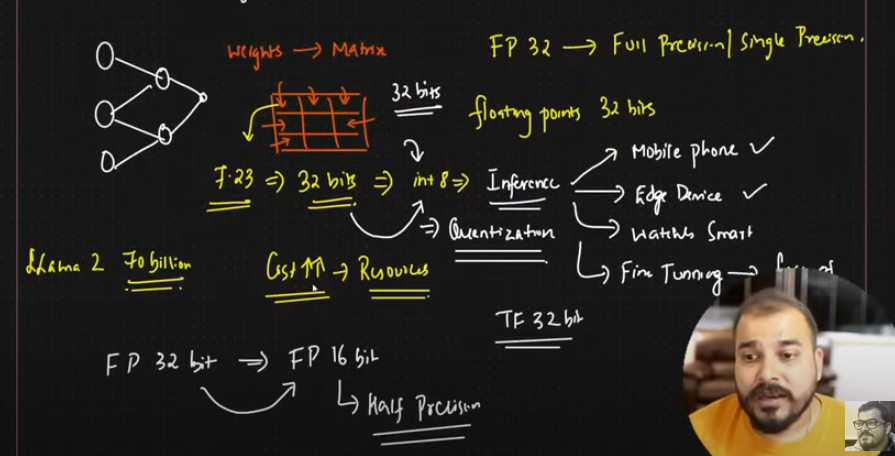 Weights → Matrix
FP 32 → Full Precision / Single Precison.
32 bits
floating points 32 bits
7.23 ⇒ 32 bits ⇒ int 8 ⇒ Inference
Mobile phone ✓
Edge Device ✓
Watches Smart
⇒ Quantization
Fine Tunning →
Llama 2 70 billion
Cost ↑↑ → Resources
TF 32 bit
FP 32 bit ⇒ FP 16 bit
Half Precision